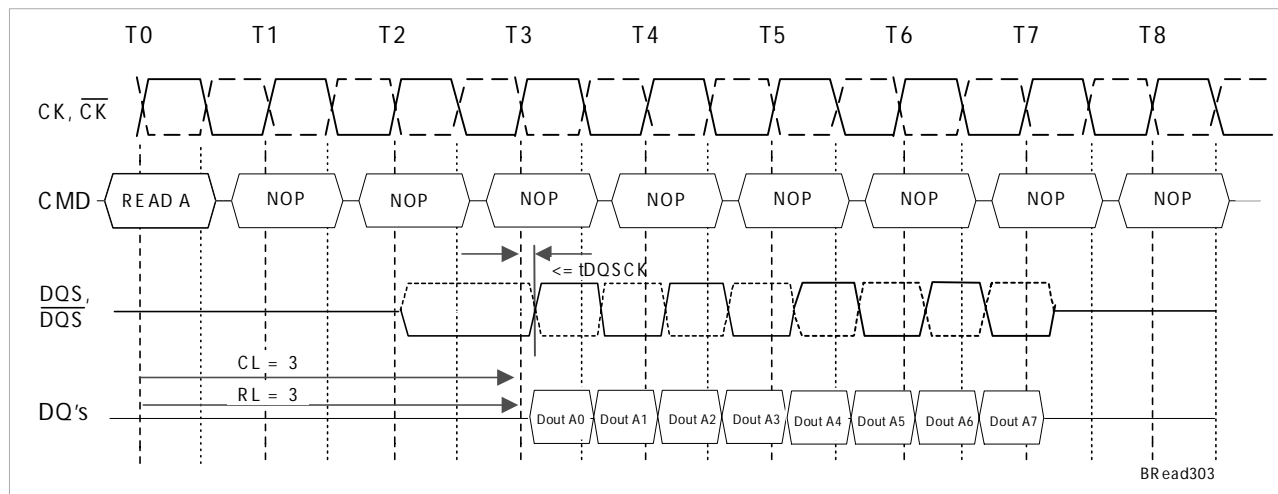 T0 T1 T2 T3 T4 T5 T6 T7 T8
CK, CK
CMD READ A NOP NOP NOP NOP NOP NOP NOP NOP
<= tDQSCK
DQS,
DQS
CL = 3
RL = 3
DQ's Dout A0 Dout A1 Dout A2 Dout A3 Dout A4 Dout A5 Dout A6 Dout A7
BRead303